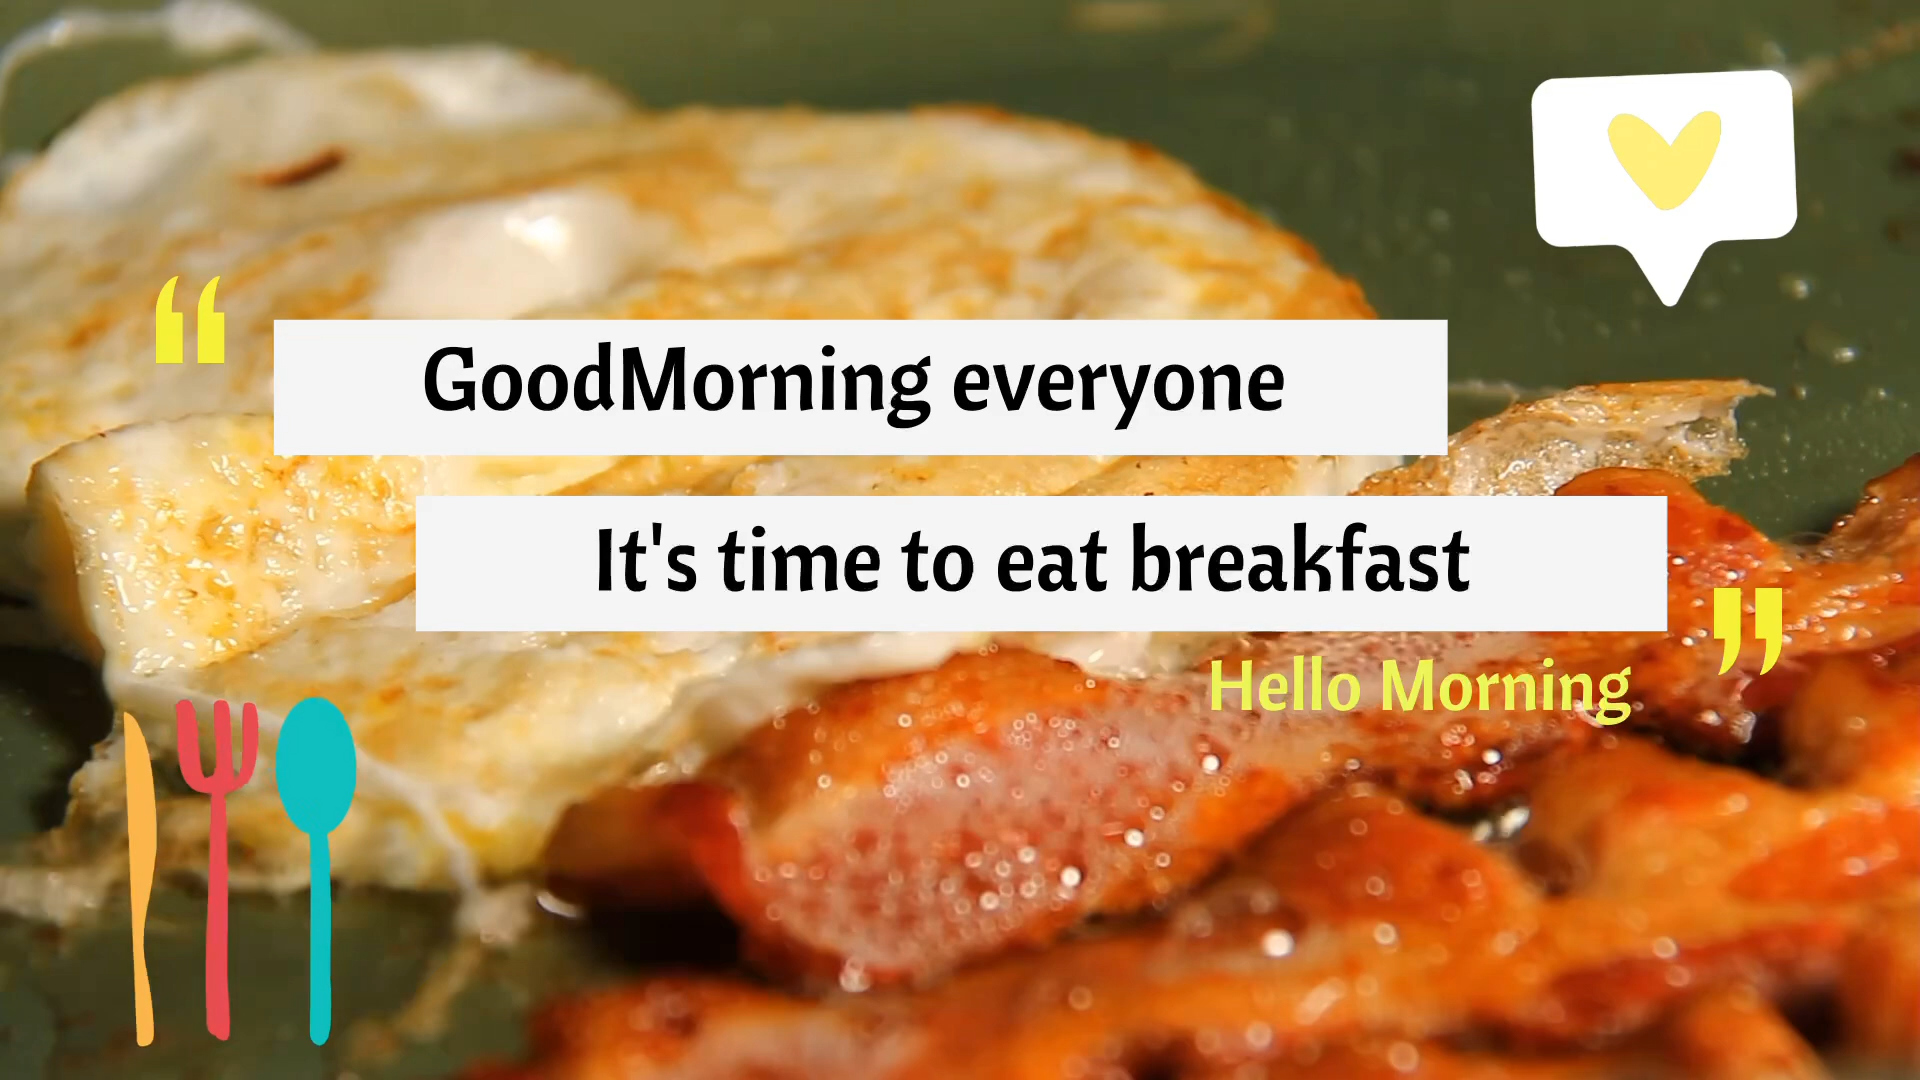 “
GoodMorning everyone
It's time to eat breakfast
”
Hello Morning